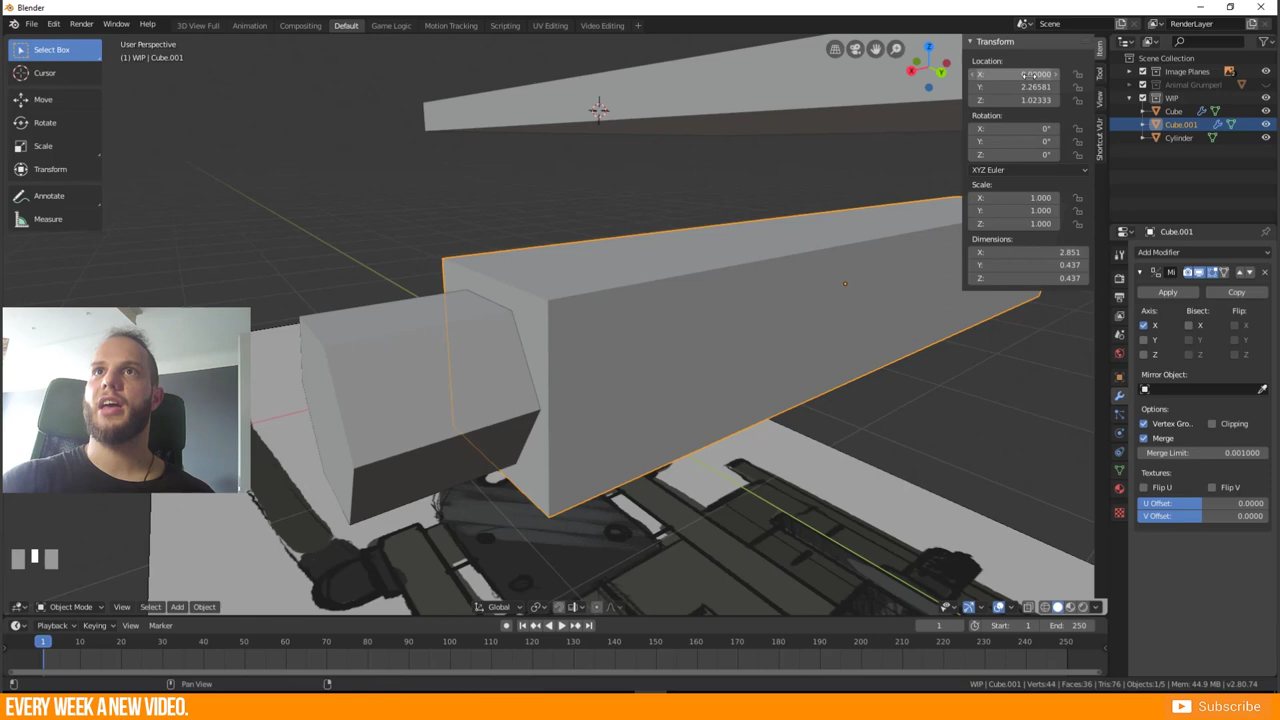 Blender
File Edit Render Window Help
3D View Full Animation Compositing Default Game Logic Motion Tracking Scripting UV Editing Video Editing +
Scene
RenderLayer
Select Box
Cursor
Move
Rotate
Scale
Transform
Annotate
Measure
User Perspective
(1) WIP | Cube.001
Transform
Location:
X:
Y: 2.26581
Z: 1.02333
Rotation:
X: 0°
Y: 0°
Z: 0°
XYZ Euler
Scale:
X: 1.000
Y: 1.000
Z: 1.000
Dimensions:
X: 2.851
Y: 0.437
Z: 0.437
Item
Tool
View
Shortcut VUr
X
Y
Z
Scene Collection
Image Planes
Animal Grumperl
WIP
Cube
Cube.001
Cylinder
Cube.001
Add Modifier
Mi
Apply Copy
Axis: Bisect: Flip:
X X X
Y Y Y
Z Z Z
Mirror Object:
Options:
Vertex Gro.. Clipping
Merge
Merge Limit: 0.001000
Textures:
Flip U Flip V
U Offset: 0.0000
V Offset: 0.0000
Object Mode View Select Add Object
Global
Playback Keying View Marker
1 Start: 1 End: 250
1 10 20 30 40 50 60 70 80 90 100 110 120 130 140 150 160 170 180 190 200 210 220 230 240 250
Pan View
WIP | Cube.001 | Verts:44 | Faces:36 | Tris:76 | Objects:1/5 | Mem: 44.9 MB | v2.80.74
EVERY WEEK A NEW VIDEO.
Subscribe